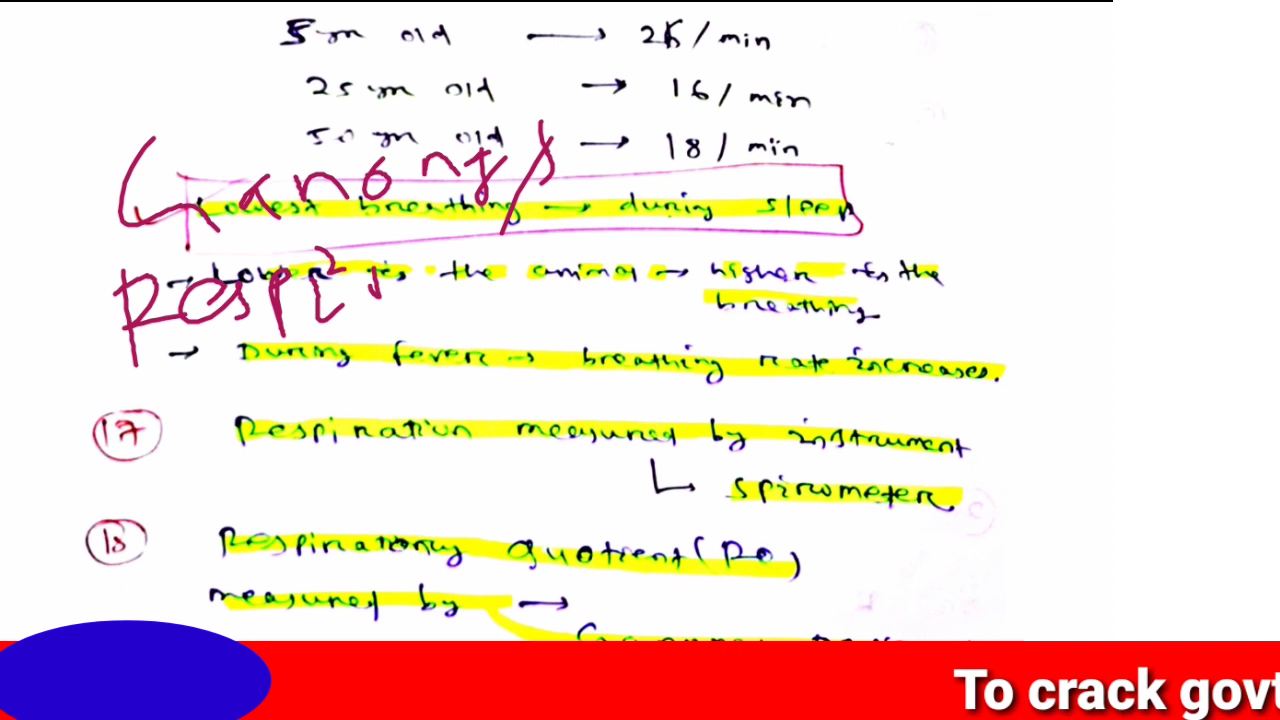 5 yr old → 26/min
25 yr old → 16/min
50 yr old → 18/min
Lowest breathing → during sleep
→ Lower is the animal → higher is the breathing
→ During fever → breathing rate increases.
Ganong's
Respi
17 Respiration measured by instrument
↳ spirometer
18 Respiratory Quotient (RQ)
measured by →
To crack govt